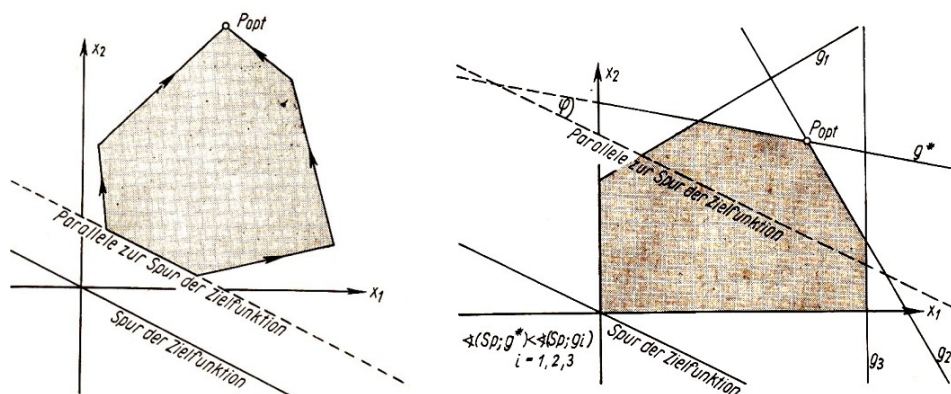 Popt
x2
Parallele zur Spur der Zielfunktion
x1
Spur der Zielfunktion
g1
x2
φ
Popt
Parallele zur Spur der Zielfunktion
g*
x1
∢(Sp; g*)<∢(Sp; gi)
i = 1, 2, 3
Spur der Zielfunktion
g3
g2